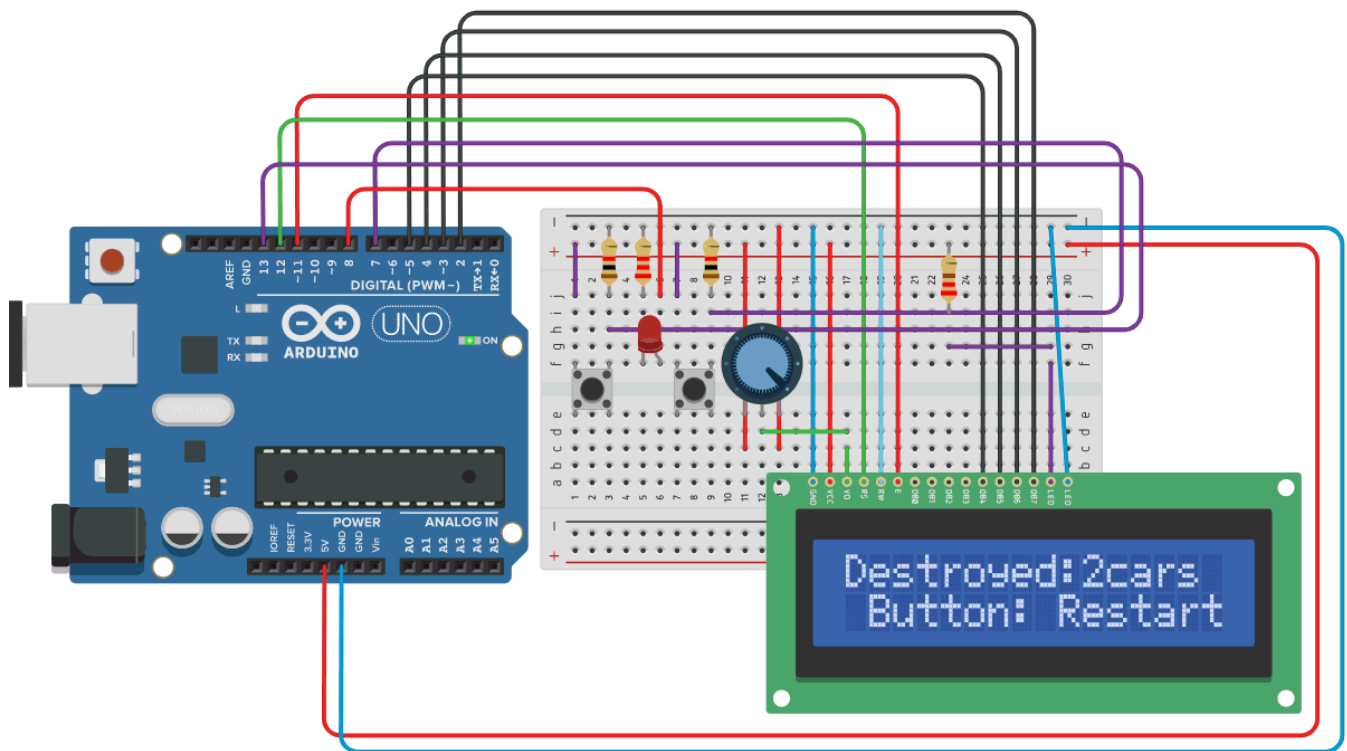 AREF
GND
13
12
~11
~10
~9
8
7
~6
~5
4
~3
2
TX→1
RX←0
DIGITAL (PWM~)
L
TX
RX
ARDUINO
UNO
ON
IOREF
RESET
3.3V
5V
GND
GND
Vin
POWER
ANALOG IN
A0
A1
A2
A3
A4
A5
GND
VCC
VO
RS
RW
E
DB0
DB1
DB2
DB3
DB4
DB5
DB6
DB7
LED
LED
Destroyed:2cars
Button: Restart